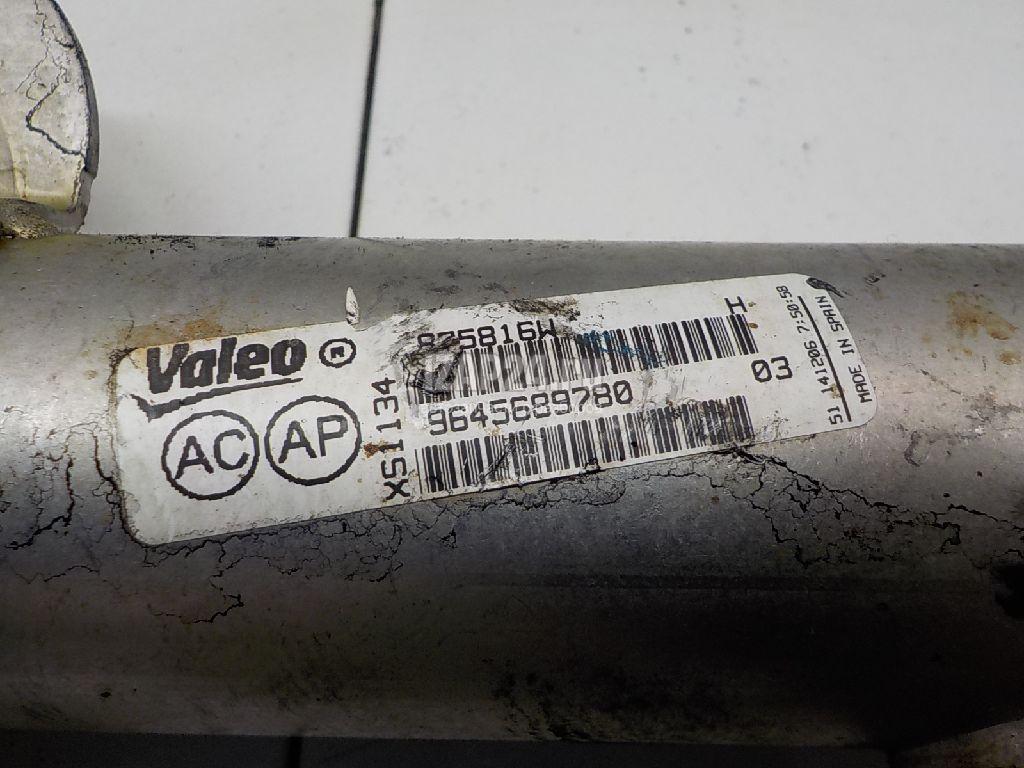 Valeo ®
AC AP
XS1134
875816W H
9645689780 03
51 141206 7:50:58
MADE IN SPAIN